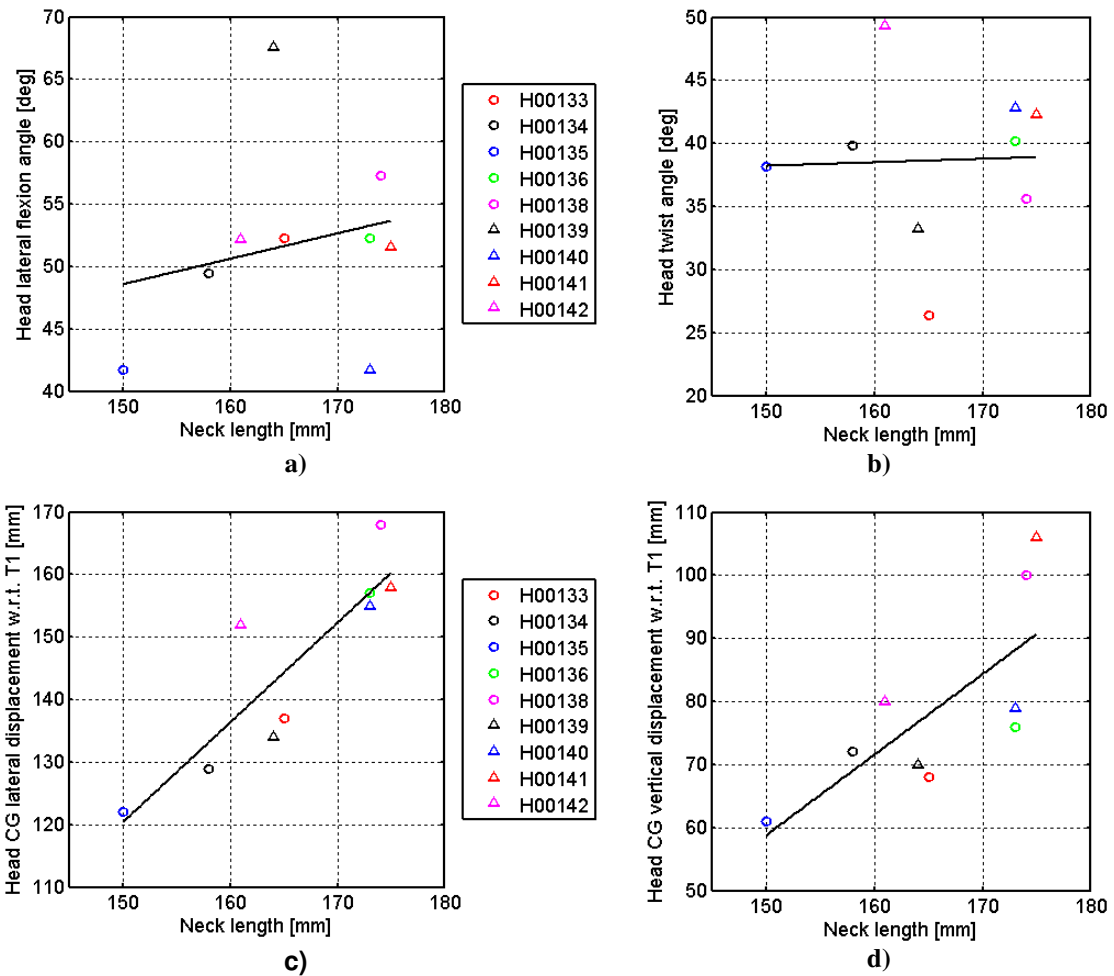 70
65
60
55
50
45
40
150 160 170 180
Head lateral flexion angle [deg]
Neck length [mm]
a)
H00133
H00134
H00135
H00136
H00138
H00139
H00140
H00141
H00142
50
45
40
35
30
25
20
150 160 170 180
Head twist angle [deg]
Neck length [mm]
b)
170
160
150
140
130
120
110
150 160 170 180
Head CG lateral displacement w.r.t. T1 [mm]
Neck length [mm]
c)
H00133
H00134
H00135
H00136
H00138
H00139
H00140
H00141
H00142
110
100
90
80
70
60
50
150 160 170 180
Head CG vertical displacement w.r.t. T1 [mm]
Neck length [mm]
d)